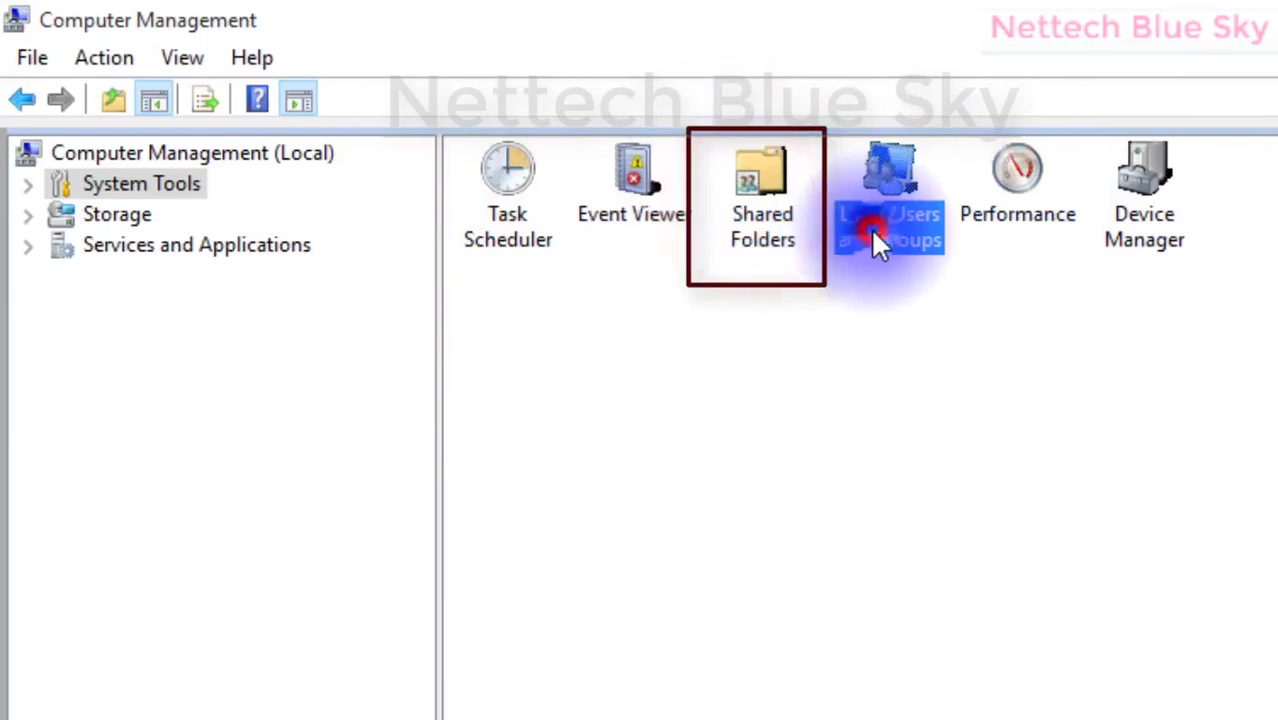 Computer Management
Nettech Blue Sky
File Action View Help
Nettech Blue Sky
Computer Management (Local)
System Tools
Storage
Services and Applications
Task
Scheduler
Event Viewer
Shared
Folders
Users
Performance
Device
Manager